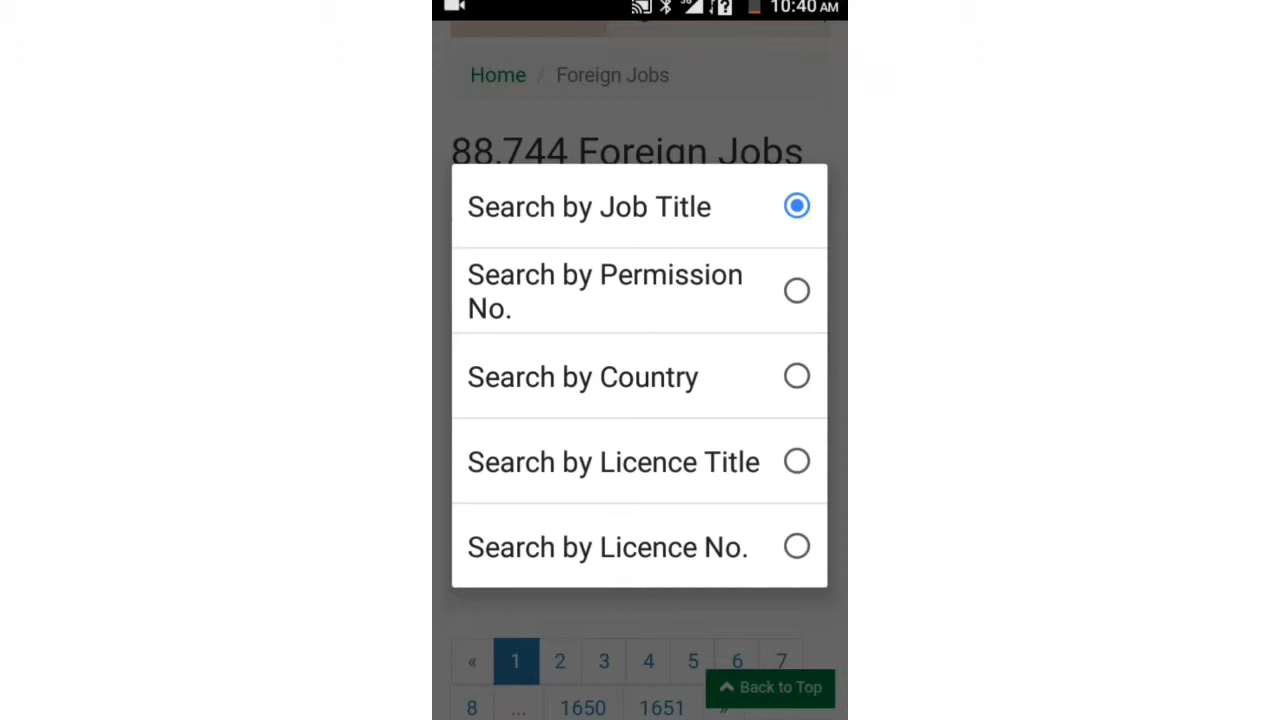 10:40 AM
Home / Foreign Jobs
88,744 Foreign Jobs
Search by Job Title
Search by Permission
No.
Search by Country
Search by Licence Title
Search by Licence No.
« 1 2 3 4 5 6 7
Back to Top
8 ... 1650 1651 »